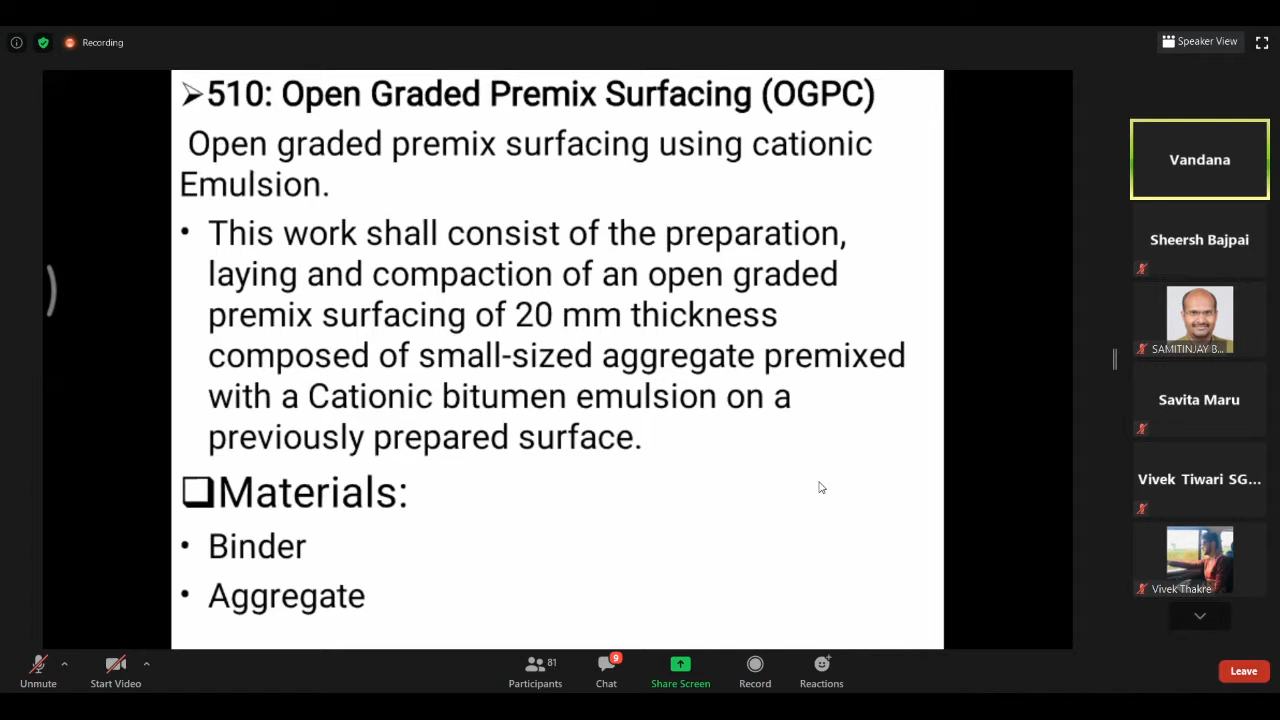 Recording
Speaker View
➢510: Open Graded Premix Surfacing (OGPC)
Open graded premix surfacing using cationic
Emulsion.
• This work shall consist of the preparation,
laying and compaction of an open graded
premix surfacing of 20 mm thickness
composed of small-sized aggregate premixed
with a Cationic bitumen emulsion on a
previously prepared surface.
❑Materials:
• Binder
• Aggregate
Vandana
Sheersh Bajpai
SAMITINJAY B...
Savita Maru
Vivek Tiwari SG...
Vivek Thakre
Unmute
Start Video
81
Participants
9
Chat
Share Screen
Record
Reactions
Leave